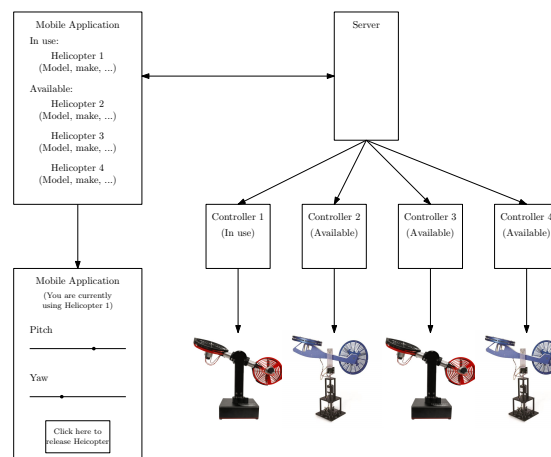 Mobile Application
In use:
Helicopter 1
(Model, make, ...)
Available:
Helicopter 2
(Model, make, ...)
Helicopter 3
(Model, make, ...)
Helicopter 4
(Model, make, ...)
Server
Controller 1
(In use)
Controller 2
(Available)
Controller 3
(Available)
Controller 4
(Available)
Mobile Application
(You are currently
using Helicopter 1)
Pitch
Yaw
Click here to
release Heicopter